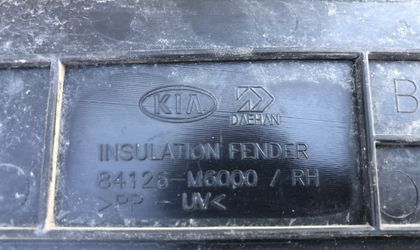 KIA DAEHAN
B
INSULATION FENDER
84126-M6000 / RH
>PP - UV<